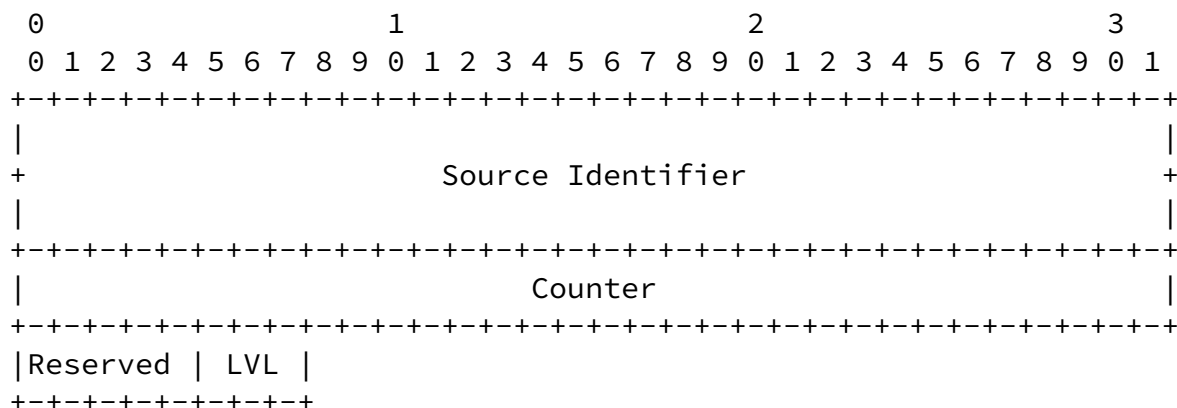 0                   1                   2                   3
 0 1 2 3 4 5 6 7 8 9 0 1 2 3 4 5 6 7 8 9 0 1 2 3 4 5 6 7 8 9 0 1
+-+-+-+-+-+-+-+-+-+-+-+-+-+-+-+-+-+-+-+-+-+-+-+-+-+-+-+-+-+-+-+-+
|                                                               |
+                       Source Identifier                       +
|                                                               |
+-+-+-+-+-+-+-+-+-+-+-+-+-+-+-+-+-+-+-+-+-+-+-+-+-+-+-+-+-+-+-+-+
|                            Counter                            |
+-+-+-+-+-+-+-+-+-+-+-+-+-+-+-+-+-+-+-+-+-+-+-+-+-+-+-+-+-+-+-+-+
|Reserved | LVL |
+-+-+-+-+-+-+-+-+